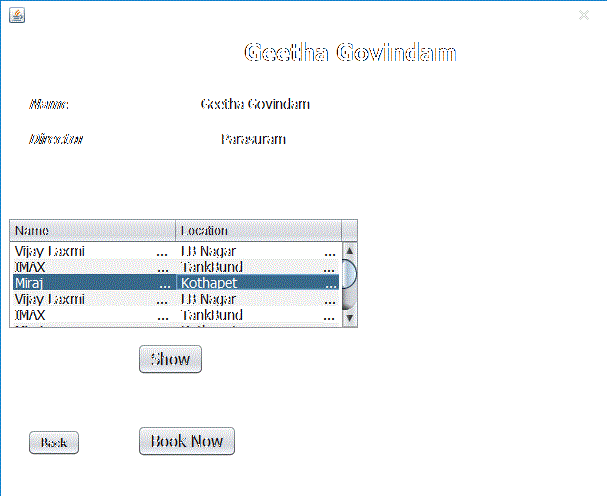 Geetha Govindam
Name Geetha Govindam
Director Parasuram
Name Location
Vijay Laxmi ... LB Nagar ...
IMAX ... TankBund ...
Miraj ... Kothapet ...
Vijay Laxmi ... LB Nagar ...
IMAX ... TankBund ...
Show
Back Book Now